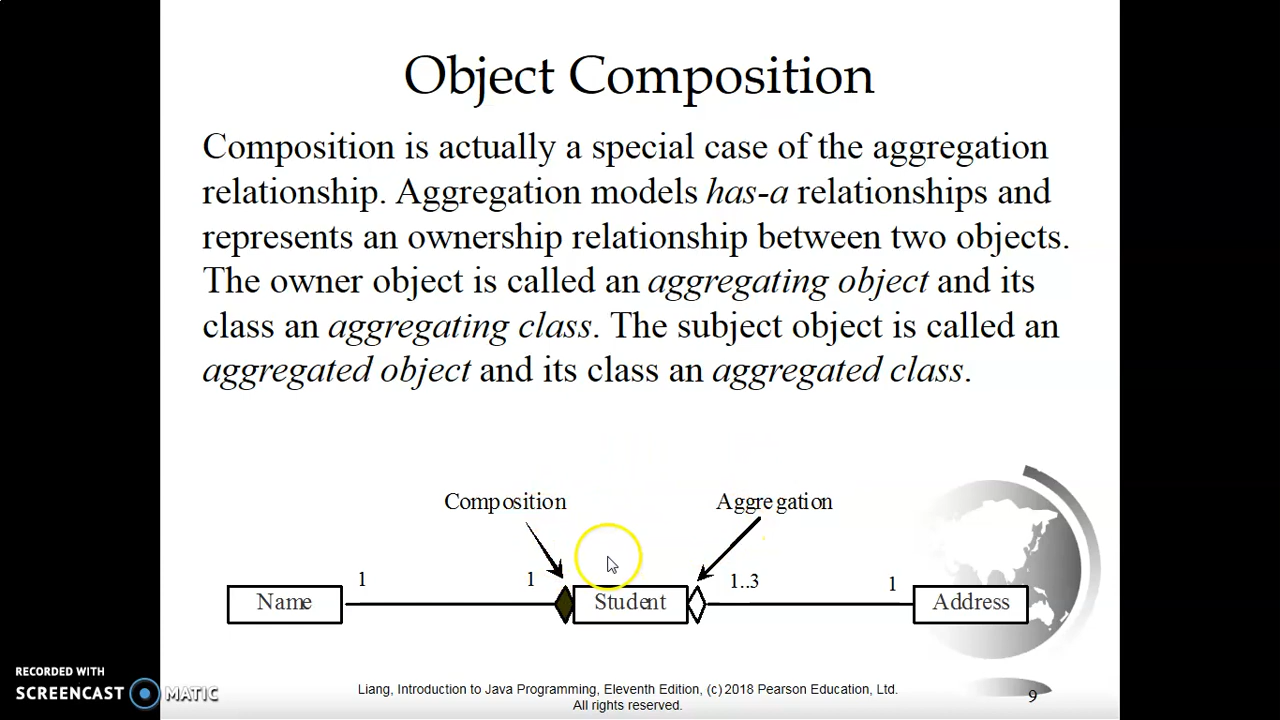 Object Composition
Composition is actually a special case of the aggregation
relationship. Aggregation models has-a relationships and
represents an ownership relationship between two objects.
The owner object is called an aggregating object and its
class an aggregating class. The subject object is called an
aggregated object and its class an aggregated class.
Composition Aggregation
1 1 1..3 1
Name Student Address
RECORDED WITH
SCREENCAST MATIC
Liang, Introduction to Java Programming, Eleventh Edition, (c) 2018 Pearson Education, Ltd.
All rights reserved.
9